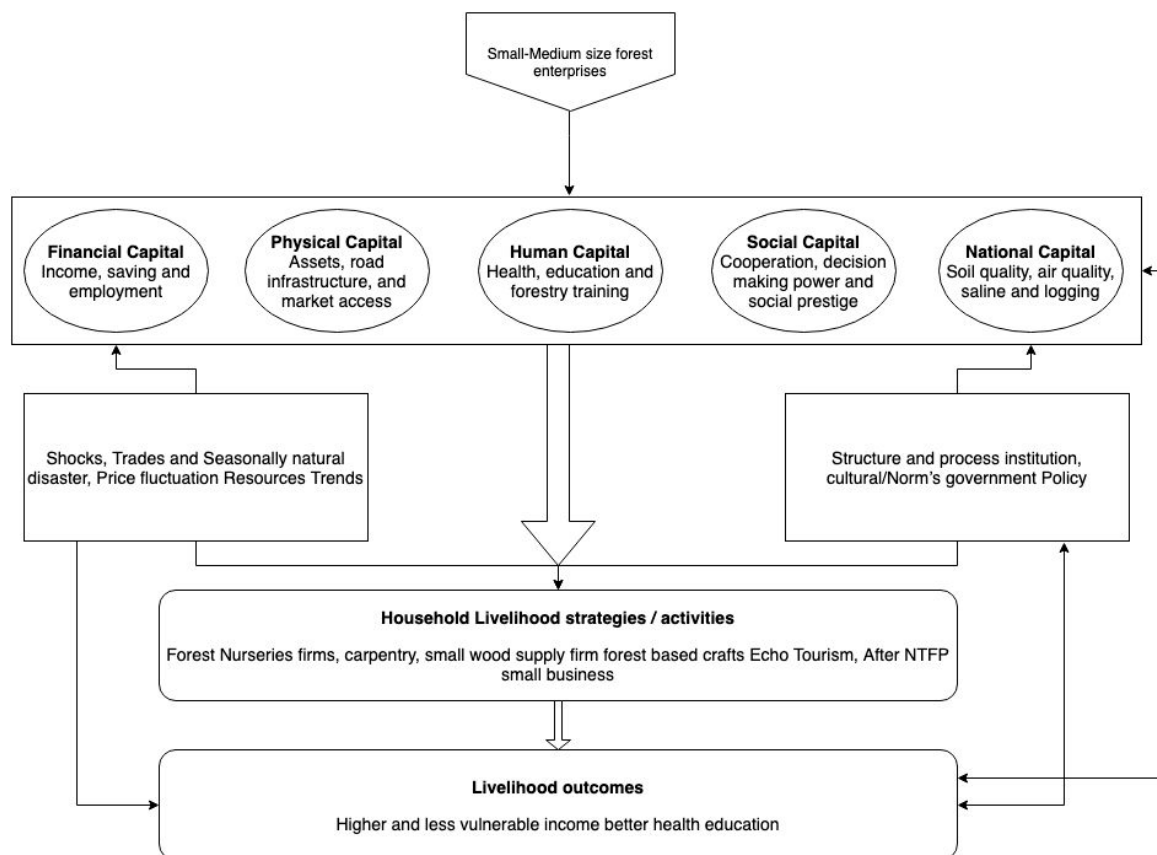 Small-Medium size forest
enterprises
Financial Capital
Income, saving and
employment
Physical Capital
Assets, road
infrastructure, and
market access
Human Capital
Health, education and
forestry training
Social Capital
Cooperation, decision
making power and
social prestige
National Capital
Soil quality, air quality,
saline and logging
Shocks, Trades and Seasonally natural
disaster, Price fluctuation Resources Trends
Structure and process institution,
cultural/Norm's government Policy
Household Livelihood strategies / activities
Forest Nurseries firms, carpentry, small wood supply firm forest based crafts Echo Tourism, After NTFP
small business
Livelihood outcomes
Higher and less vulnerable income better health education